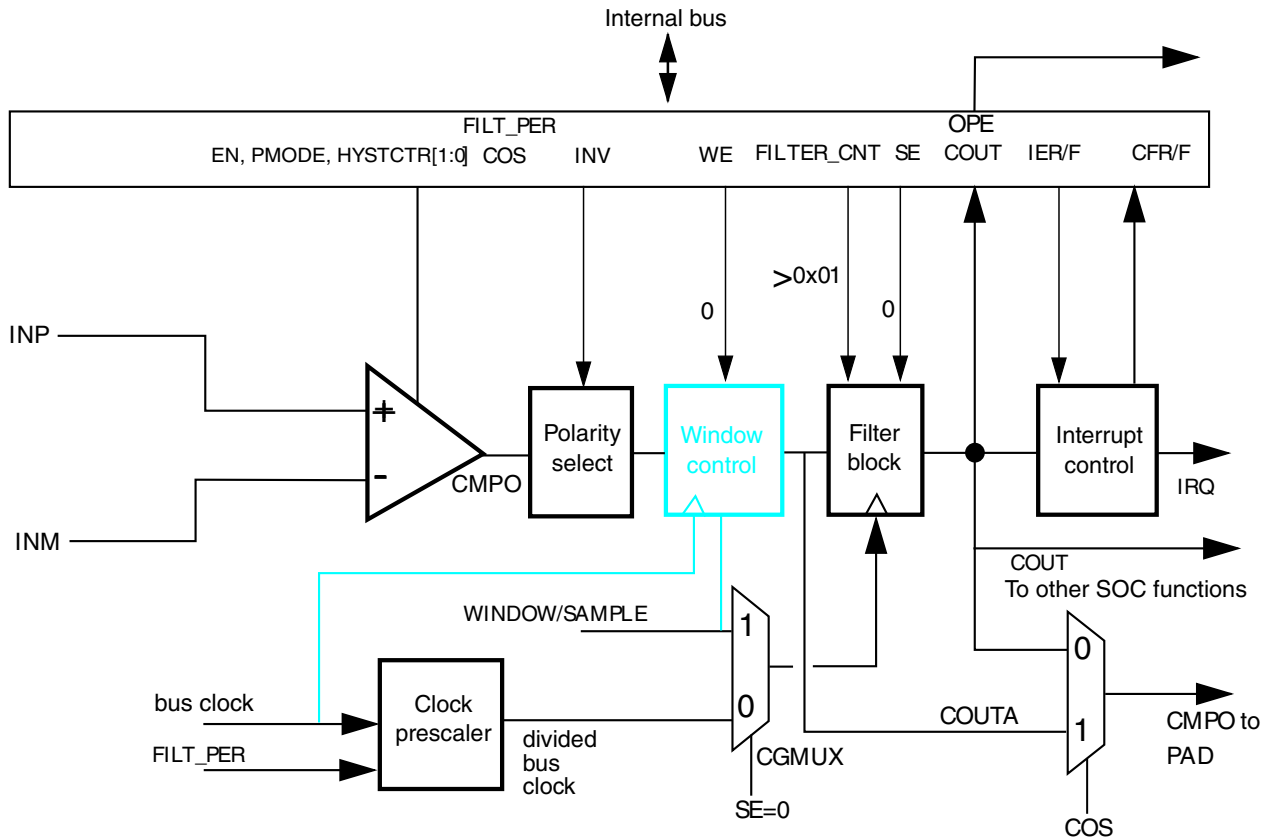 Internal bus
FILT_PER
OPE
EN, PMODE, HYSTCTR[1:0] COS INV WE FILTER_CNT SE COUT IER/F CFR/F
>0x01
0
0
INP
+
-
CMPO
Polarity
select
Window
control
Filter
block
Interrupt
control
IRQ
INM
COUT
To other SOC functions
WINDOW/SAMPLE
1
0
0
1
bus clock
FILT_PER
Clock
prescaler
divided
bus
clock
CGMUX
SE=0
COUTA
CMPO to
PAD
COS